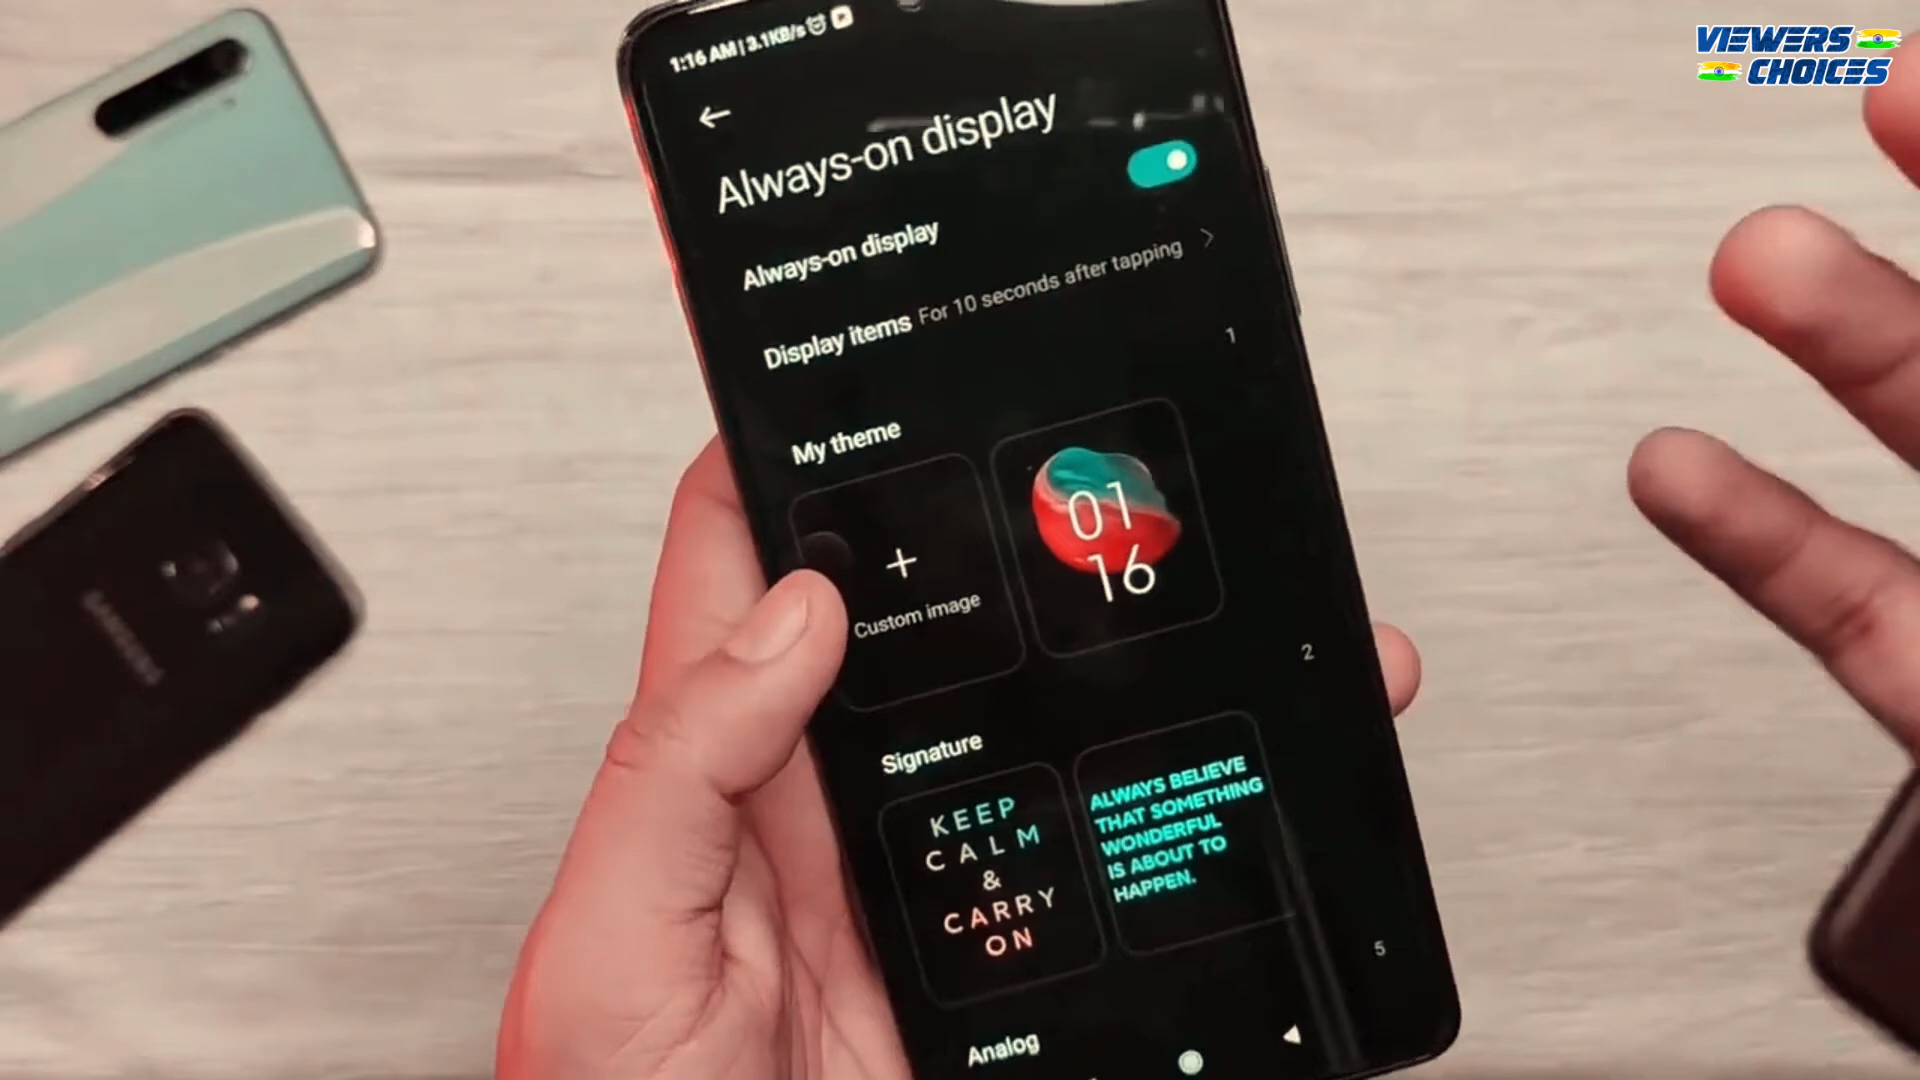 VIEWERS
CHOICES
1:16 AM | 3.1KB/s
Always-on display
Always-on display
Display items For 10 seconds after tapping
1
My theme
+
Custom image
01
16
2
Signature
KEEP
CALM
&
CARRY
ON
ALWAYS BELIEVE
THAT SOMETHING
WONDERFUL
IS ABOUT TO
HAPPEN.
5
Analog
SAMSUNG